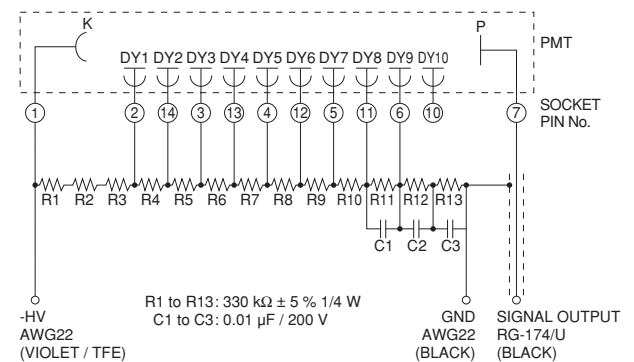 K
P
PMT
DY1 DY2 DY3 DY4 DY5 DY6 DY7 DY8 DY9 DY10
1 2 14 3 13 4 12 5 11 6 10 7
SOCKET
PIN No.
R1 R2 R3 R4 R5 R6 R7 R8 R9 R10 R11 R12 R13
C1 C2 C3
R1 to R13: 330 kΩ ± 5 % 1/4 W
C1 to C3: 0.01 µF / 200 V
-HV
AWG22
(VIOLET / TFE)
GND
AWG22
(BLACK)
SIGNAL OUTPUT
RG-174/U
(BLACK)